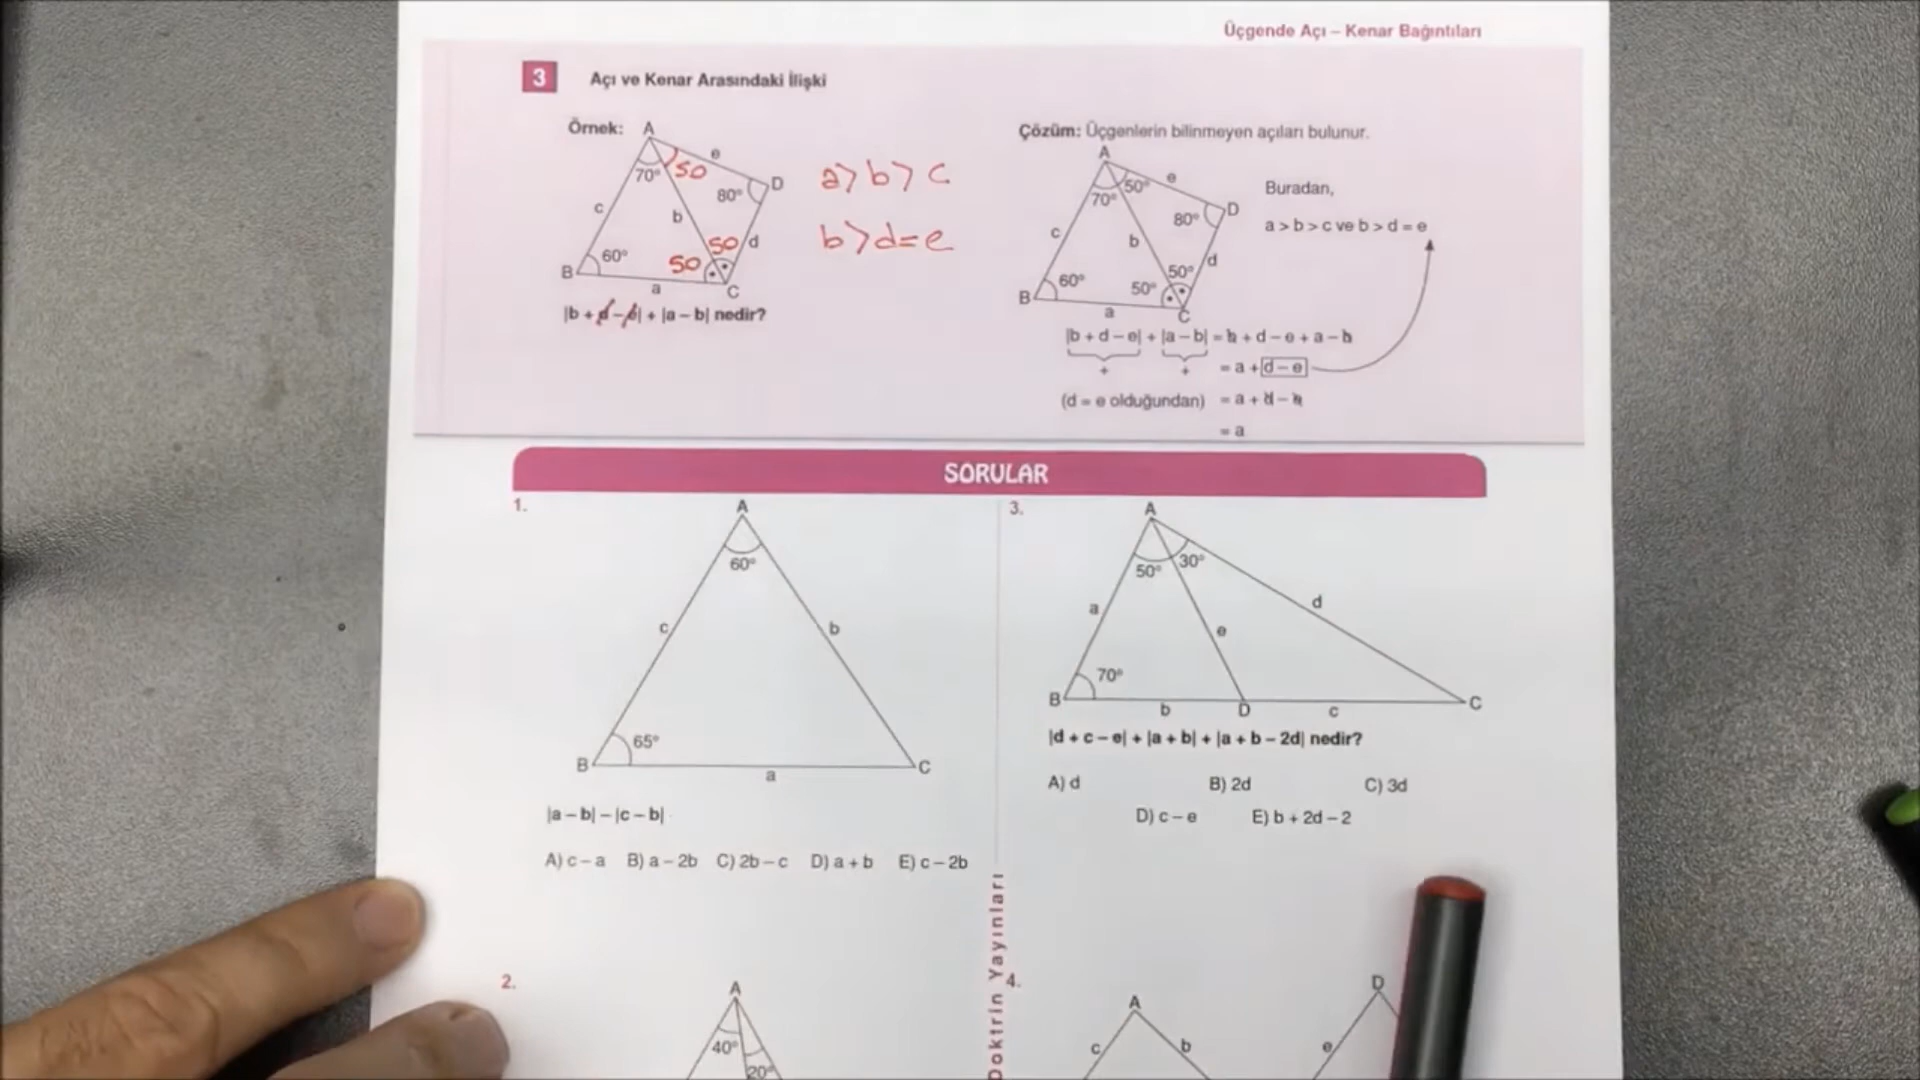 Üçgende Açı – Kenar Bağıntıları
3 Açı ve Kenar Arasındaki İlişki
Örnek:
A
e
50
70°
80°
D
c
b
50
d
60°
50
B
a
C
|b + d – e| + |a – b| nedir?
a > b > c
b > d = e
Çözüm: Üçgenlerin bilinmeyen açıları bulunur.
A
e
50°
70°
80°
D
c
b
d
50°
60°
50°
B
a
C
Buradan,
a > b > c ve b > d = e
|b + d – e| + |a – b| = b + d – e + a – b
+ +
= a + d – e
(d = e olduğundan) = a + d – e
= a
SORULAR
1.
A
60°
c
b
65°
B
a
C
|a – b| – |c – b|
A) c – a B) a – 2b C) 2b – c D) a + b E) c – 2b
2.
A
40°
20°
3.
A
50°
30°
a
d
e
70°
B
b
D
c
C
|d + c – e| + |a + b| + |a + b – 2d| nedir?
A) d B) 2d C) 3d
D) c – e E) b + 2d – 2
4.
A
c
b
D
e
Doktrin Yayınları